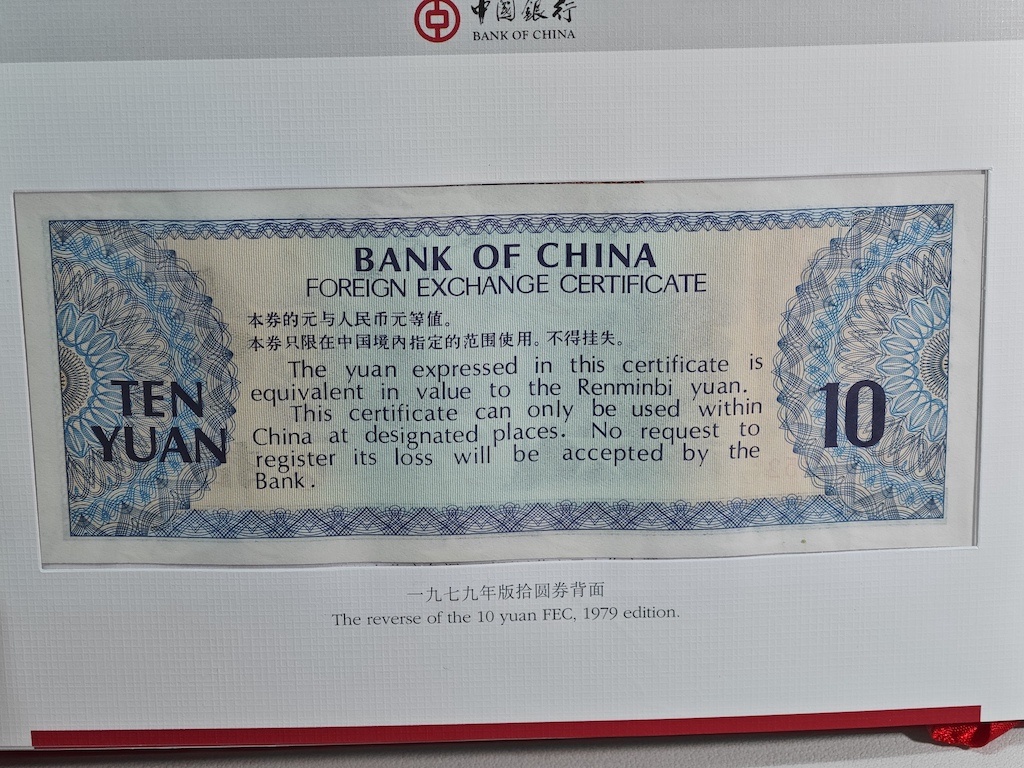 中國銀行
BANK OF CHINA
BANK OF CHINA
FOREIGN EXCHANGE CERTIFICATE
本券的元与人民币元等值。
本券只限在中国境内指定的范围使用。不得挂失。
The yuan expressed in this certificate is
equivalent in value to the Renminbi yuan.
This certificate can only be used within
China at designated places. No request to
register its loss will be accepted by the
Bank.
TEN
YUAN
10
一九七九年版拾圆券背面
The reverse of the 10 yuan FEC, 1979 edition.